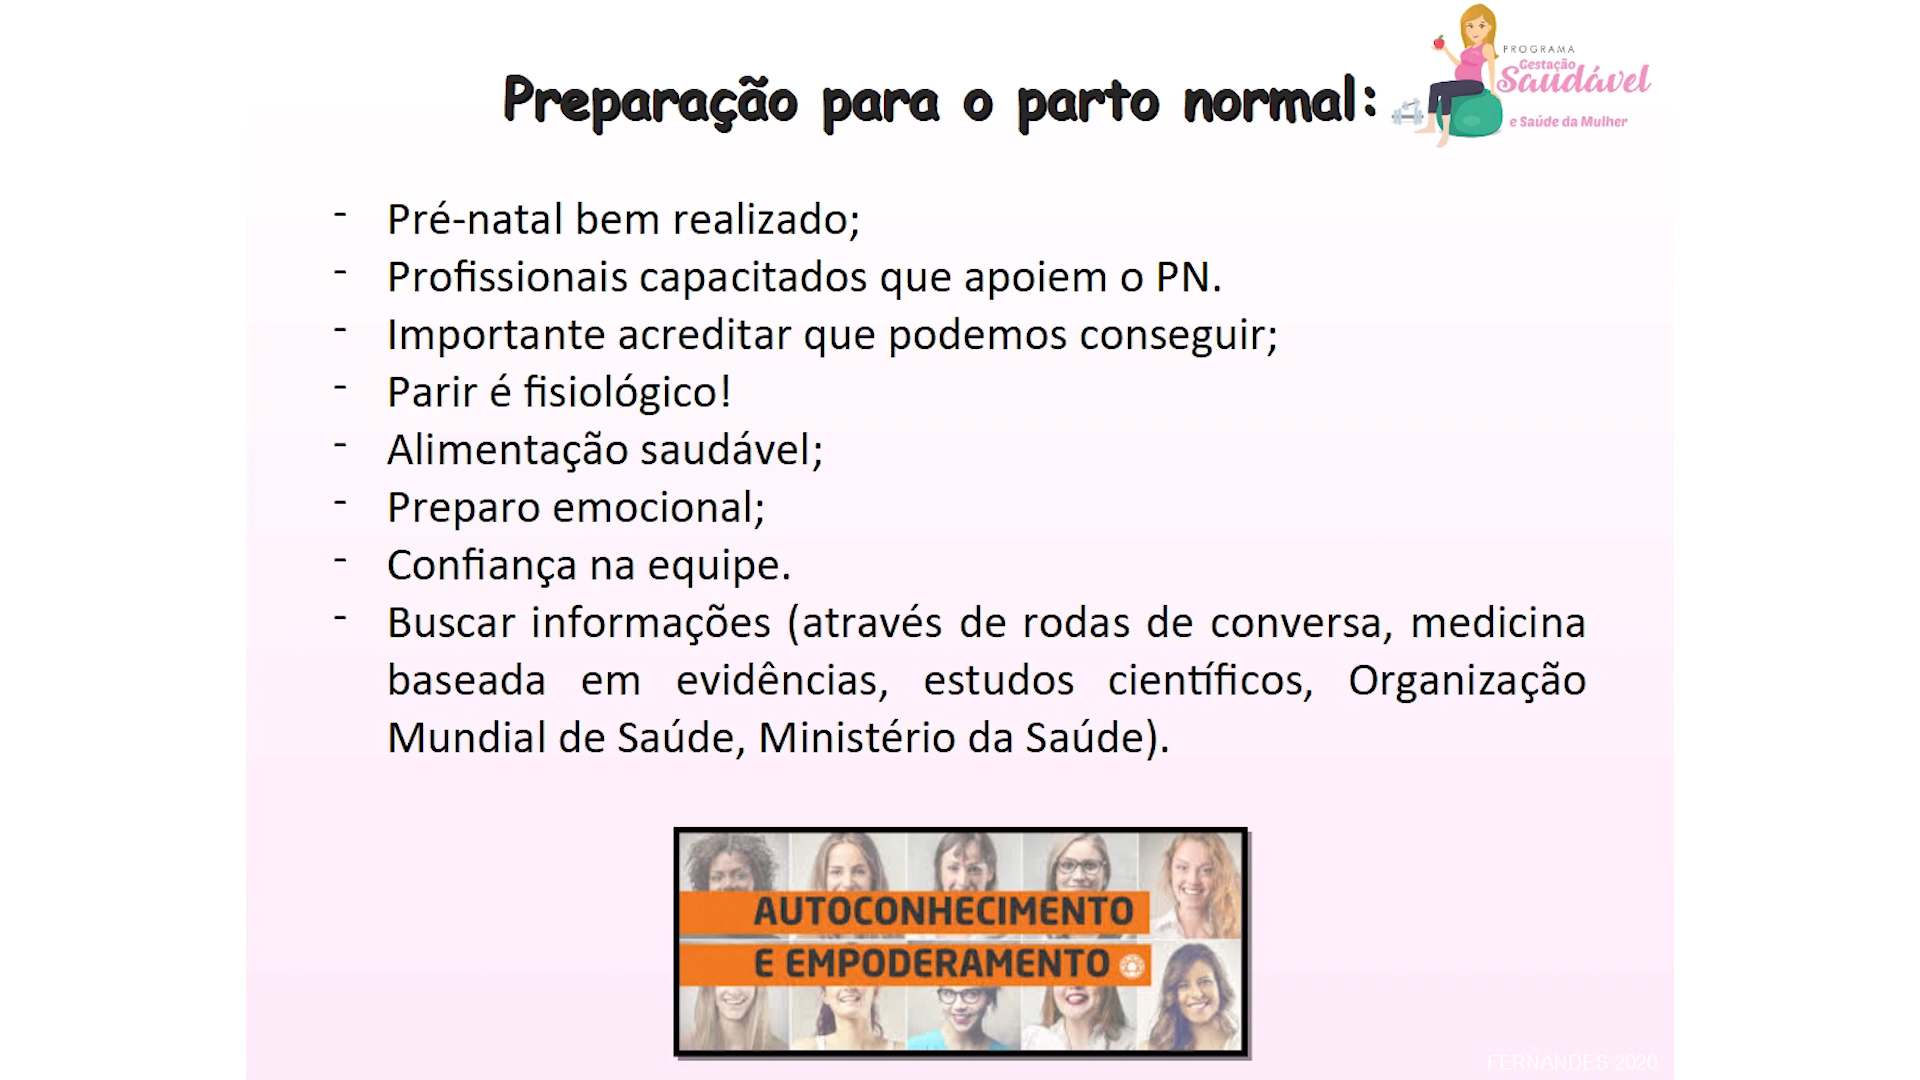 Preparação para o parto normal:
PROGRAMA
Gestação
Saudável
e Saúde da Mulher
- Pré-natal bem realizado;
- Profissionais capacitados que apoiem o PN.
- Importante acreditar que podemos conseguir;
- Parir é fisiológico!
- Alimentação saudável;
- Preparo emocional;
- Confiança na equipe.
- Buscar informações (através de rodas de conversa, medicina
baseada em evidências, estudos científicos, Organização
Mundial de Saúde, Ministério da Saúde).
AUTOCONHECIMENTO
E EMPODERAMENTO
FERNANDES 2020